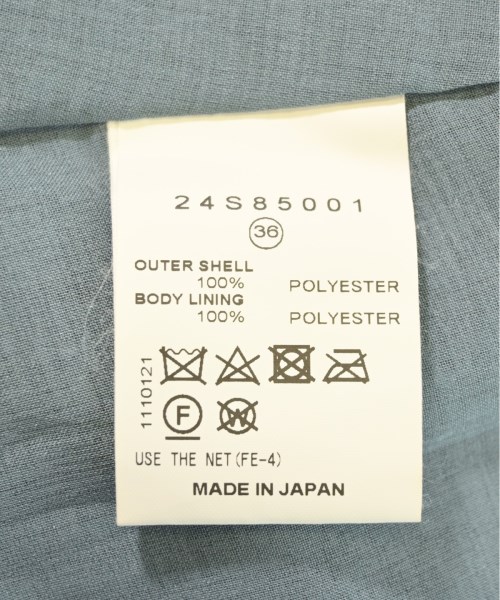 24S85001
36
OUTER SHELL
100% POLYESTER
BODY LINING
100% POLYESTER
1110121
F W
USE THE NET(FE-4)
MADE IN JAPAN